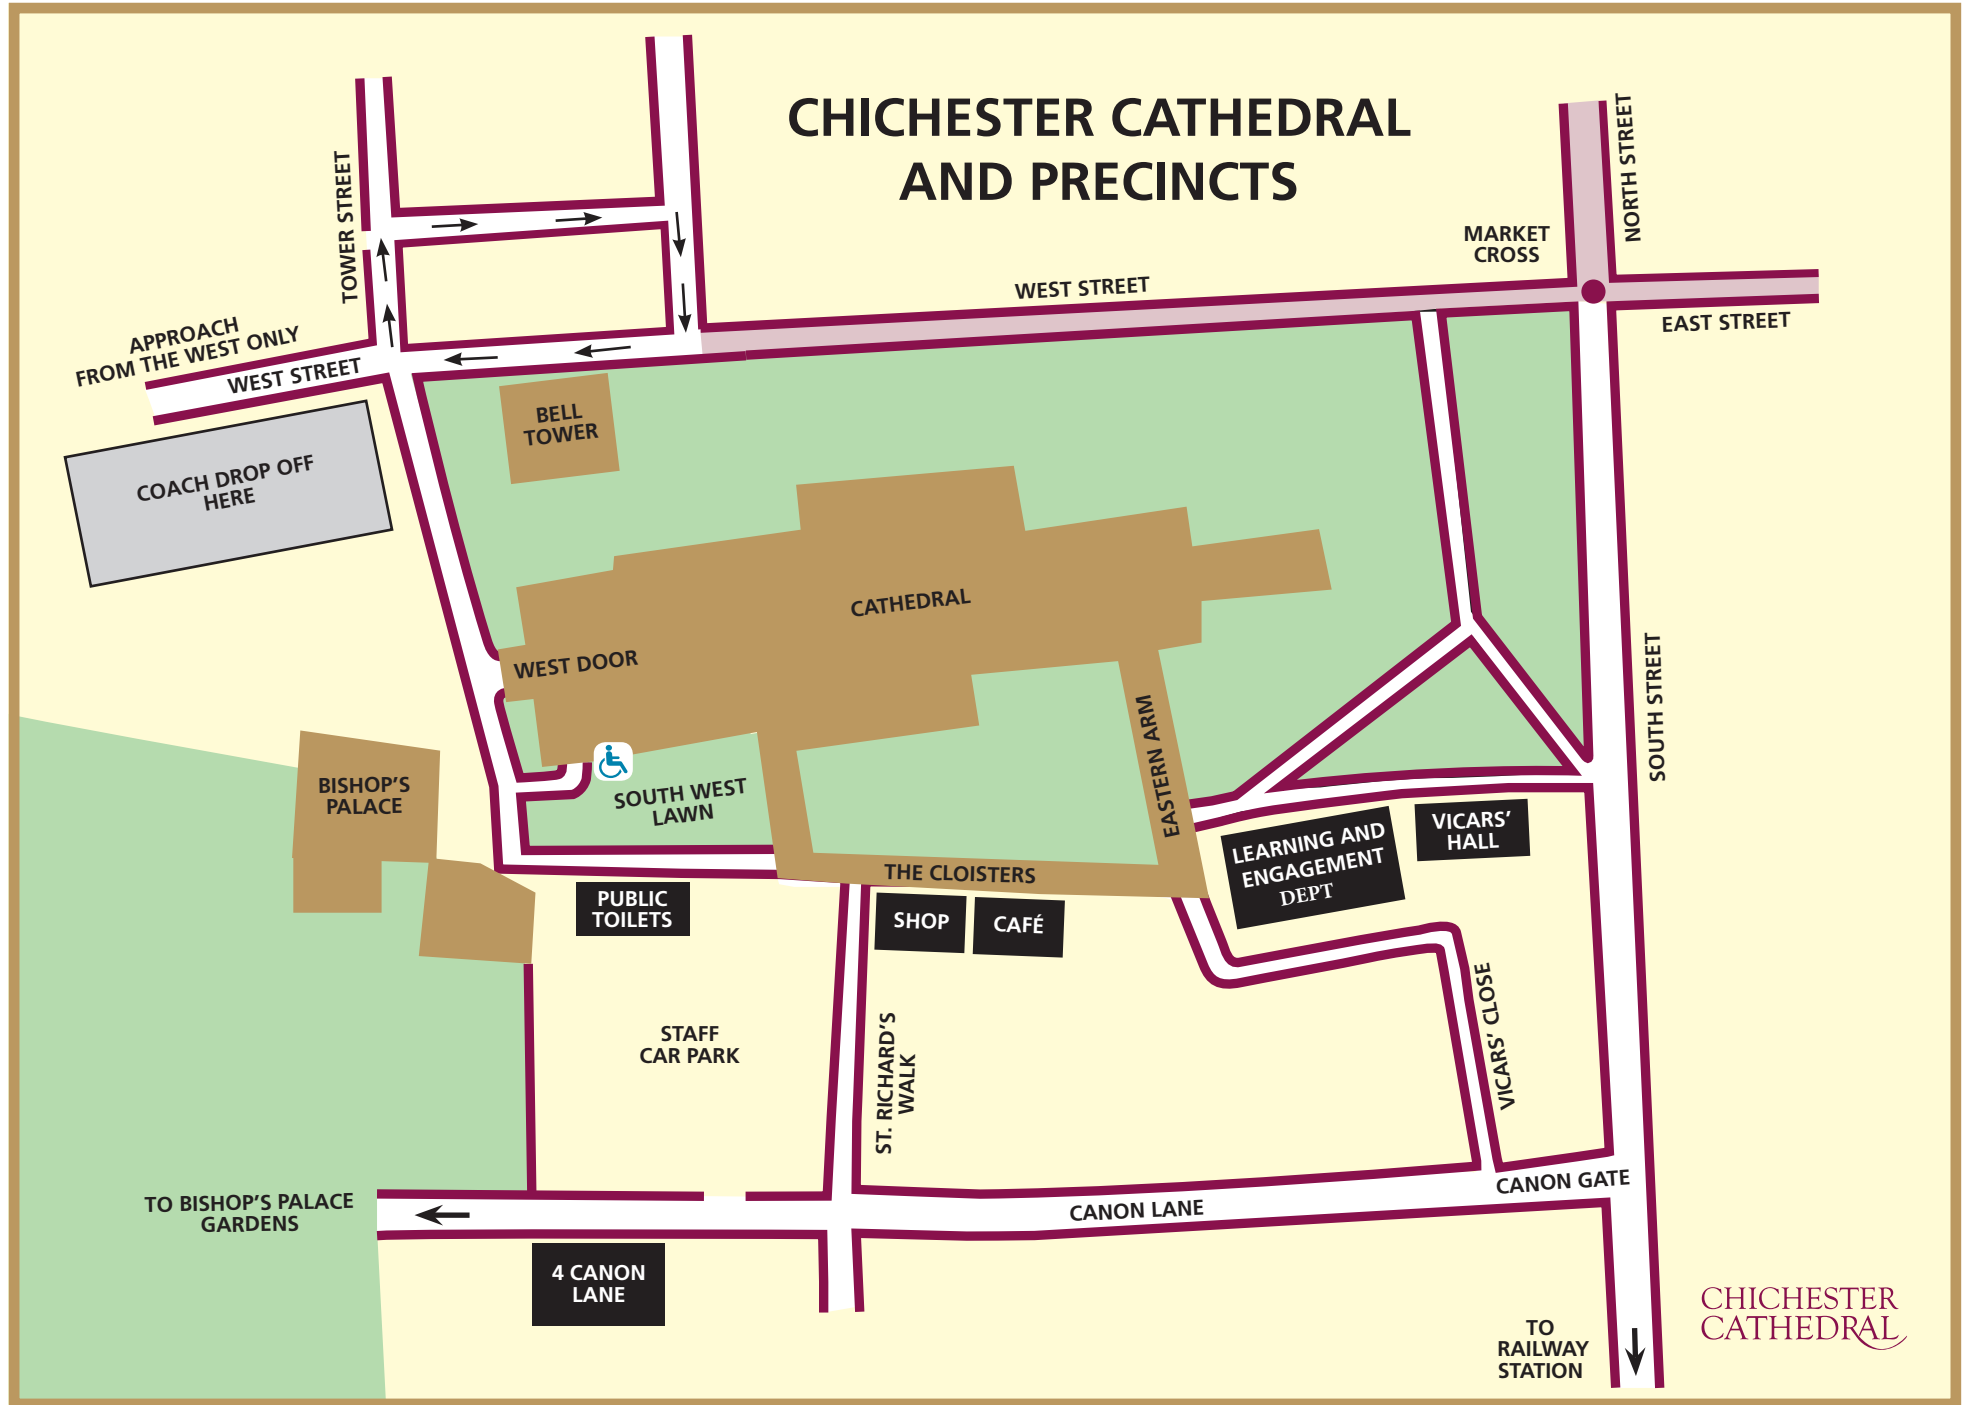 CHICHESTER CATHEDRAL
AND PRECINCTS
TOWER STREET
NORTH STREET
MARKET
CROSS
WEST STREET
EAST STREET
APPROACH
FROM THE WEST ONLY
WEST STREET
BELL
TOWER
COACH DROP OFF
HERE
CATHEDRAL
WEST DOOR
SOUTH STREET
EASTERN ARM
BISHOP'S
PALACE
SOUTH WEST
LAWN
VICARS'
HALL
LEARNING AND
ENGAGEMENT
DEPT
THE CLOISTERS
PUBLIC
TOILETS
SHOP
CAFÉ
VICARS' CLOSE
STAFF
CAR PARK
ST. RICHARD'S
WALK
CANON GATE
TO BISHOP'S PALACE
GARDENS
CANON LANE
4 CANON
LANE
TO
RAILWAY
STATION
CHICHESTER
CATHEDRAL